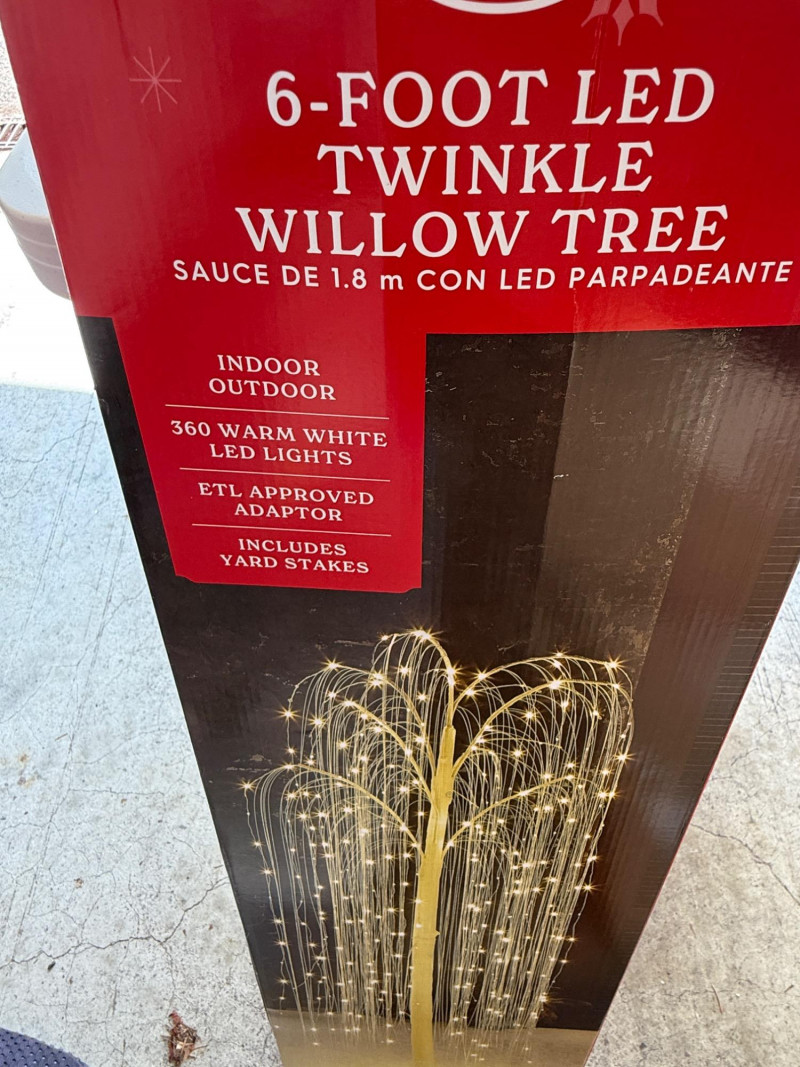 6-FOOT LED
TWINKLE
WILLOW TREE
SAUCE DE 1.8 m CON LED PARPADEANTE
INDOOR
OUTDOOR
360 WARM WHITE
LED LIGHTS
ETL APPROVED
ADAPTOR
INCLUDES
YARD STAKES